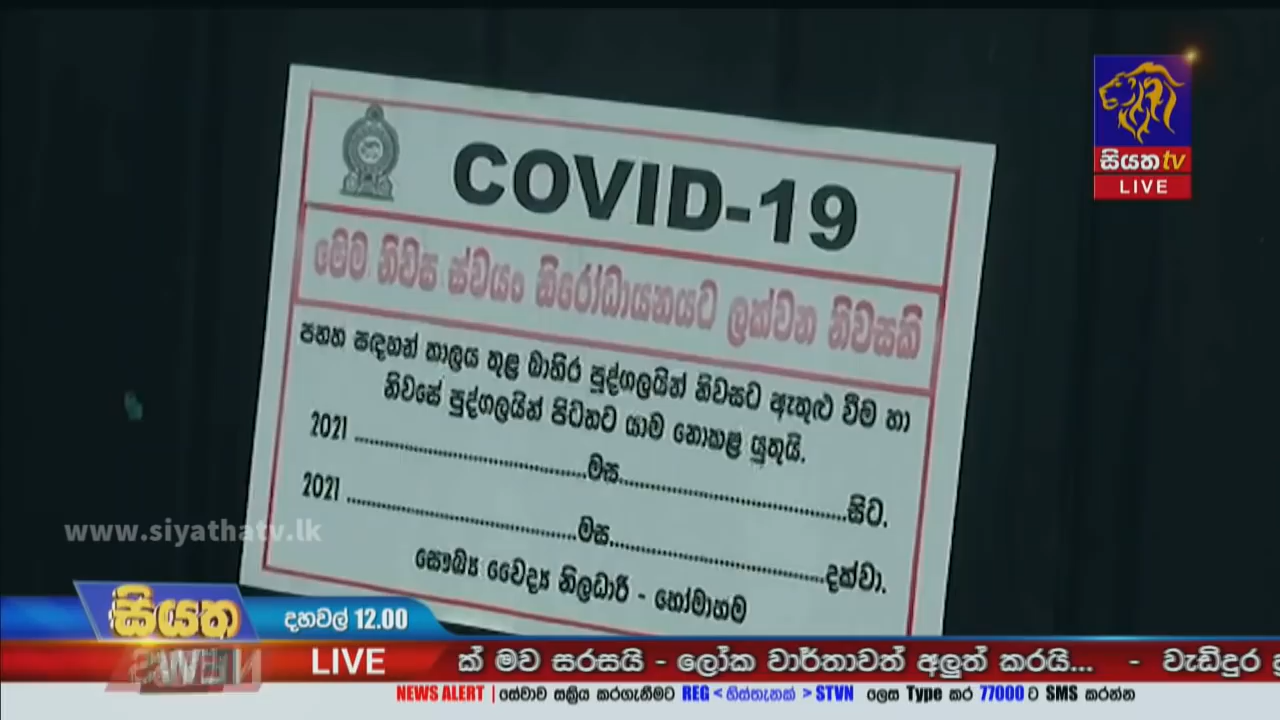 සියත tv
LIVE
COVID-19
මෙම නිවස ස්වයං නිරෝධායනයට ලක්වන නිවසකි
පහත සඳහන් කාලය තුළ බාහිර පුද්ගලයින් නිවසට ඇතුළු වීම හා
නිවසේ පුද්ගලයින් පිටතට යාම නොකළ යුතුයි.
2021 ........................මස........................සිට.
2021 ........................මස........................දක්වා.
සෞඛ්‍ය වෛද්‍ය නිලධාරී - හෝමාගම
www.siyathatv.lk
සියත
දහවල් 12.00
LIVE
ක් මව සරසයි - ලෝක වාර්තාවත් අලුත් කරයි... - වැඩිදුර
NEWS ALERT | සේවාව සක්‍රිය කරගැනීමට REG < හිස්තැනක් > STVN ලෙස Type කර 77000 ට SMS කරන්න